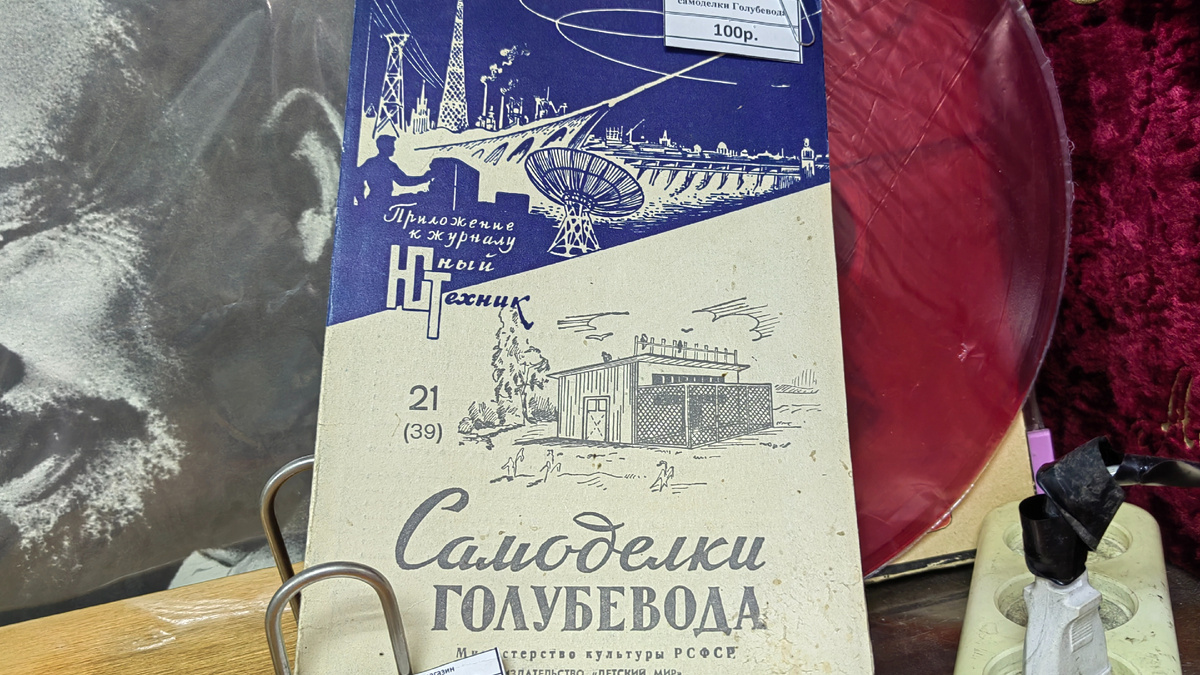 самоделки Голубевода
100р.
Приложение
к журналу
Юный
Техник
21
(39)
Самоделки
ГОЛУБЕВОДА
Министерство культуры РСФСР
ИЗДАТЕЛЬСТВО «ДЕТСКИЙ МИР»